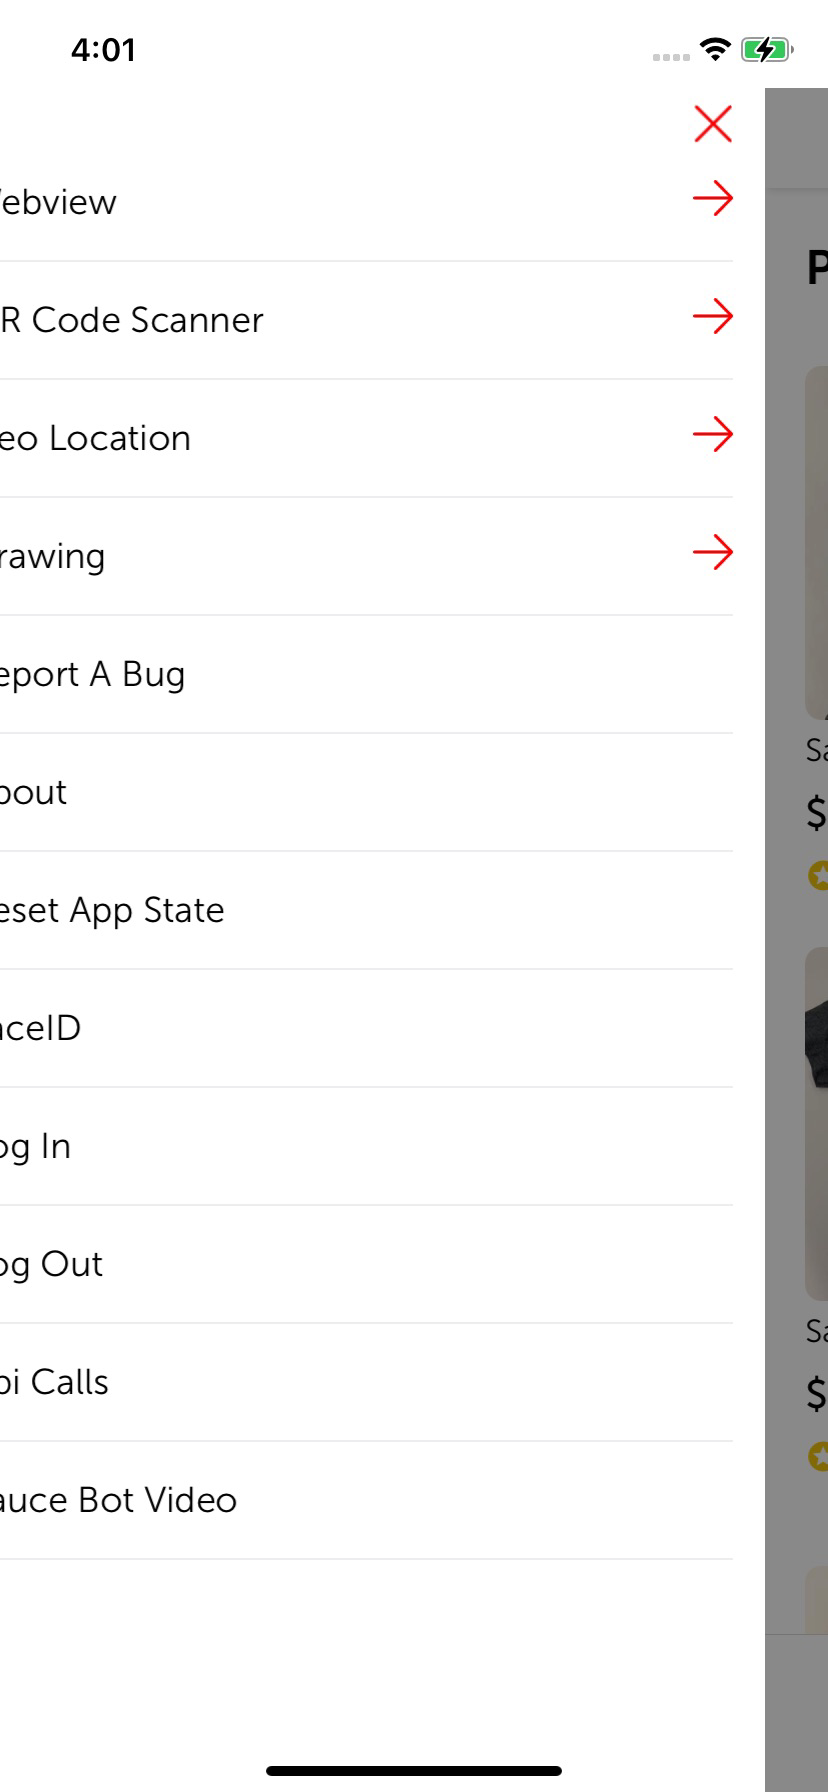 4:01
ebview
R Code Scanner
eo Location
rawing
eport A Bug
bout
eset App State
aceID
og In
og Out
pi Calls
auce Bot Video
P
Sa
$
Sa
$